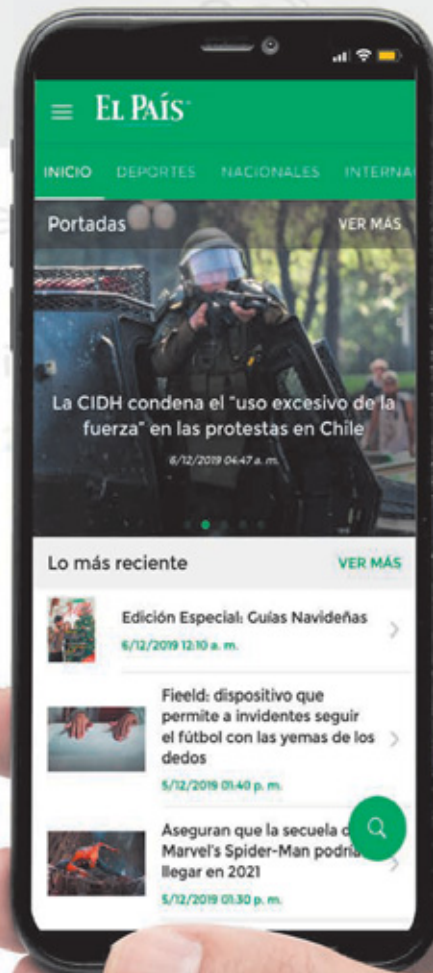 EL PAÍS
INICIO DEPORTES NACIONALES INTERNA
Portadas VER MÁS
La CIDH condena el "uso excesivo de la
fuerza" en las protestas en Chile
6/12/2019 04:47 a. m.
Lo más reciente VER MÁS
Edición Especial: Guías Navideñas
6/12/2019 12:10 a. m.
Fieeld: dispositivo que
permite a invidentes seguir
el fútbol con las yemas de los
dedos
5/12/2019 01:40 p. m.
Aseguran que la secuela d
Marvel's Spider-Man podría
llegar en 2021
5/12/2019 01:30 p. m.